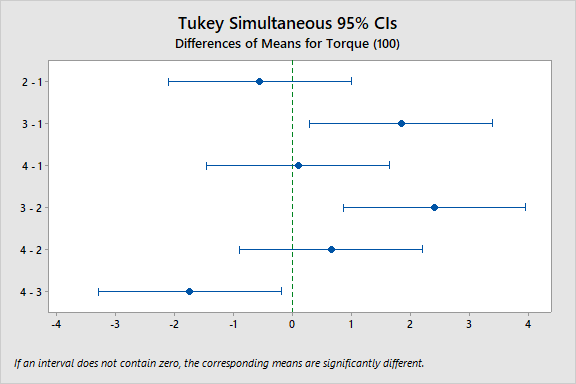 Tukey Simultaneous 95% CIs
Differences of Means for Torque (100)
2 - 1
3 - 1
4 - 1
3 - 2
4 - 2
4 - 3
-4 -3 -2 -1 0 1 2 3 4
If an interval does not contain zero, the corresponding means are significantly different.